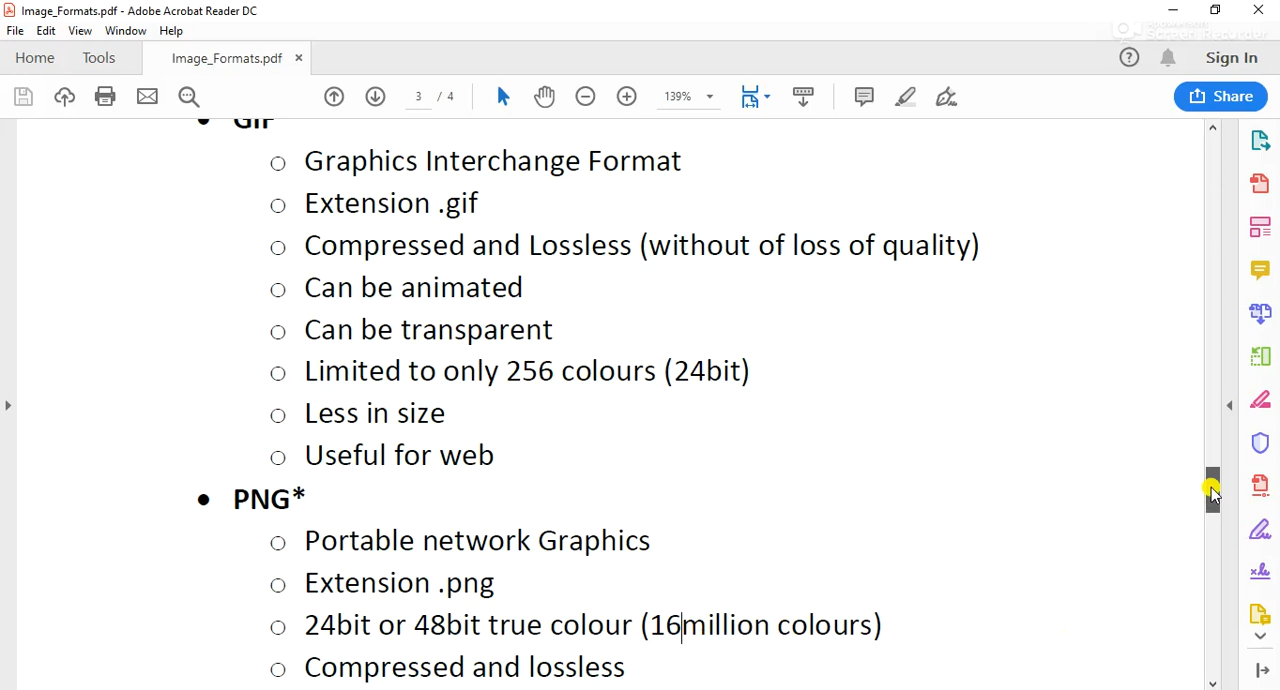 Image_Formats.pdf - Adobe Acrobat Reader DC
File Edit View Window Help
Screen Recorder
Home Tools Image_Formats.pdf × Sign In
3 / 4 139% Share
GIF
Graphics Interchange Format
Extension .gif
Compressed and Lossless (without of loss of quality)
Can be animated
Can be transparent
Limited to only 256 colours (24bit)
Less in size
Useful for web
PNG*
Portable network Graphics
Extension .png
24bit or 48bit true colour (16million colours)
Compressed and lossless